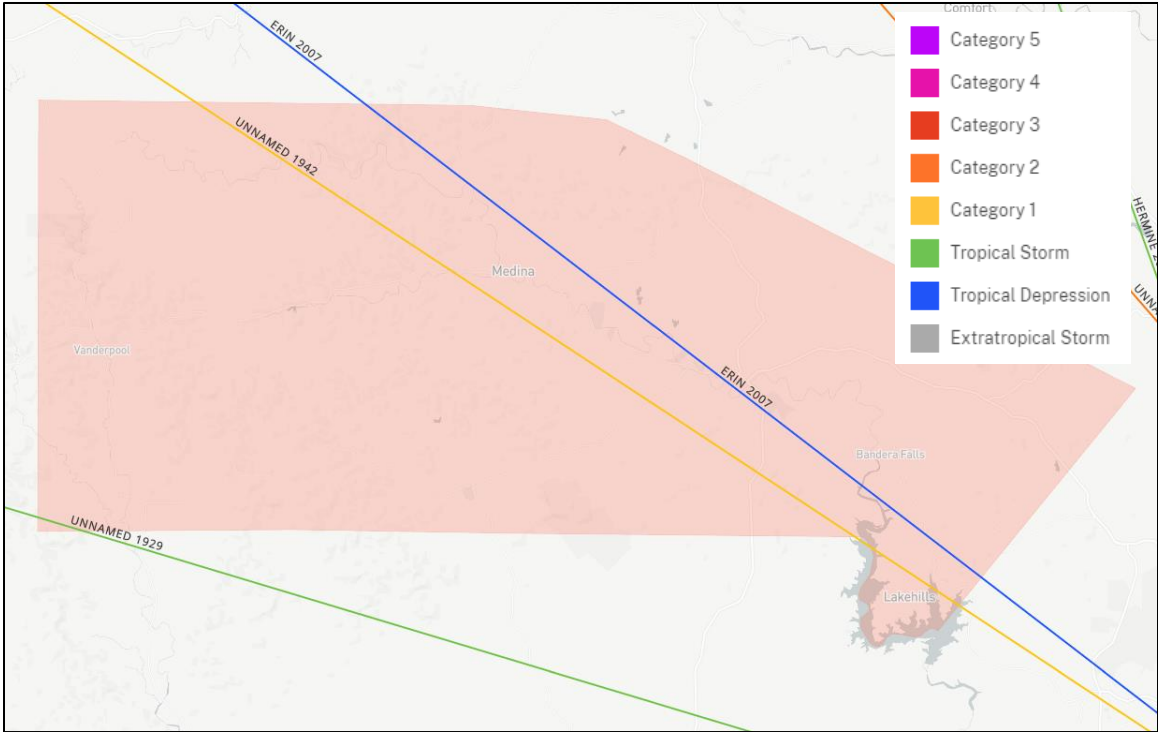 Comfort
Category 5
Category 4
Category 3
Category 2
Category 1
Tropical Storm
Tropical Depression
Extratropical Storm
ERIN 2007
UNNAMED 1942
HERMINE
Medina
Vanderpool
ERIN 2007
Bandera Falls
UNNAMED 1929
Lakehills